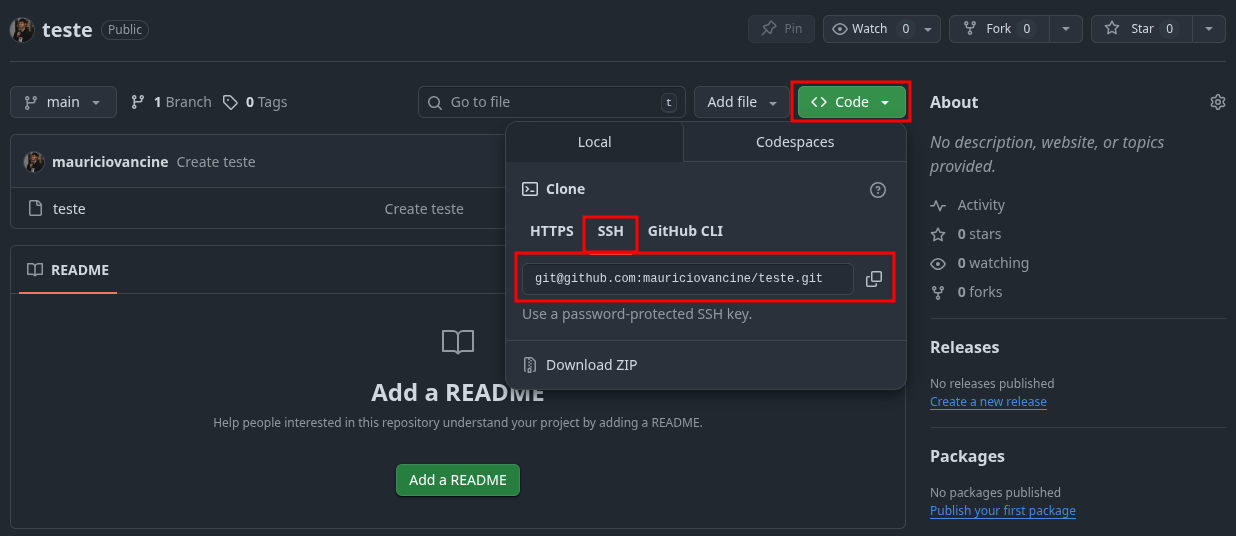 teste Public
Pin Watch 0 Fork 0 Star 0
main 1 Branch 0 Tags
Go to file t
Add file Code
Local Codespaces
Clone
HTTPS SSH GitHub CLI
git@github.com:mauriciovancine/teste.git
Use a password-protected SSH key.
Download ZIP
mauriciovancine Create teste
teste Create teste
README
Add a README
Help people interested in this repository understand your project by adding a README.
Add a README
About
No description, website, or topics
provided.
Activity
0 stars
0 watching
0 forks
Releases
No releases published
Create a new release
Packages
No packages published
Publish your first package